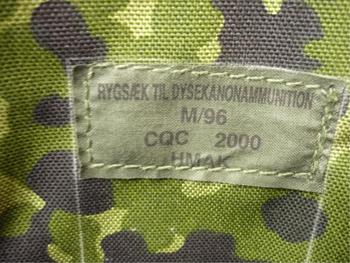 RYGSÆK TIL DYSEKANONAMMUNITION
M/96
CQC 2000
HMAK